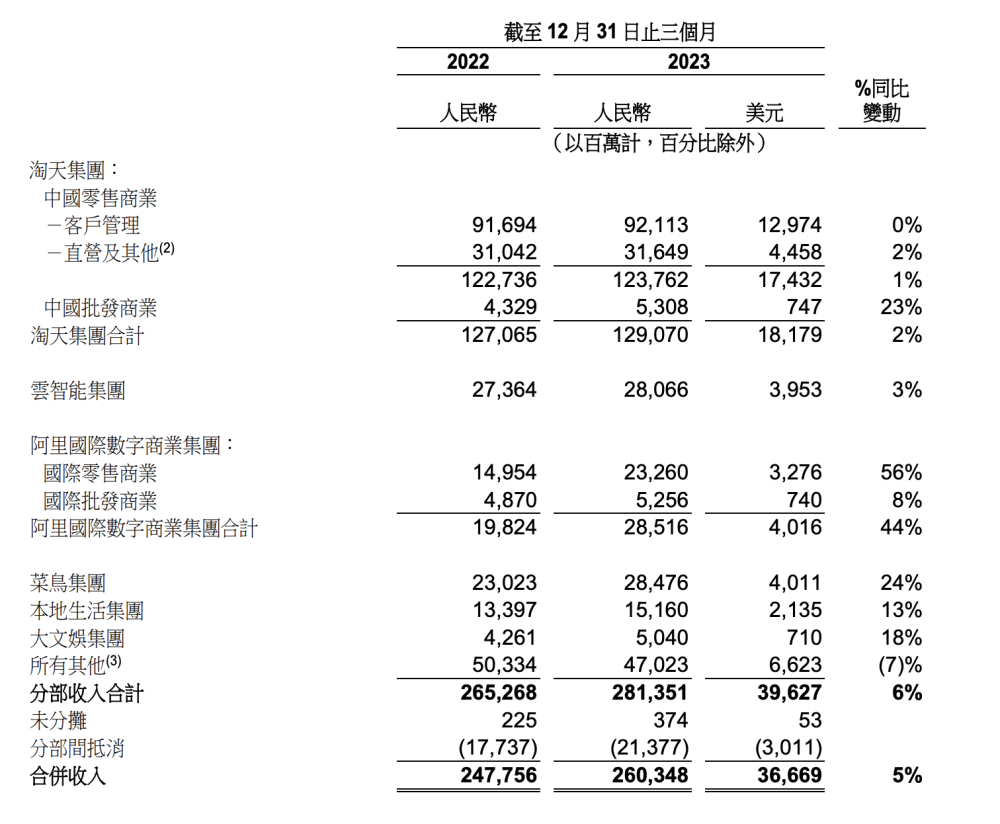 截至 12 月 31 日止三個月
2022 2023
%同比
變動
人民幣 人民幣 美元
（以百萬計，百分比除外）
淘天集團：
中國零售商業
－客戶管理 91,694 92,113 12,974 0%
－直營及其他(2) 31,042 31,649 4,458 2%
122,736 123,762 17,432 1%
中國批發商業 4,329 5,308 747 23%
淘天集團合計 127,065 129,070 18,179 2%
雲智能集團 27,364 28,066 3,953 3%
阿里國際數字商業集團：
國際零售商業 14,954 23,260 3,276 56%
國際批發商業 4,870 5,256 740 8%
阿里國際數字商業集團合計 19,824 28,516 4,016 44%
菜鳥集團 23,023 28,476 4,011 24%
本地生活集團 13,397 15,160 2,135 13%
大文娛集團 4,261 5,040 710 18%
所有其他(3) 50,334 47,023 6,623 (7)%
分部收入合計 265,268 281,351 39,627 6%
未分攤 225 374 53
分部間抵消 (17,737) (21,377) (3,011)
合併收入 247,756 260,348 36,669 5%